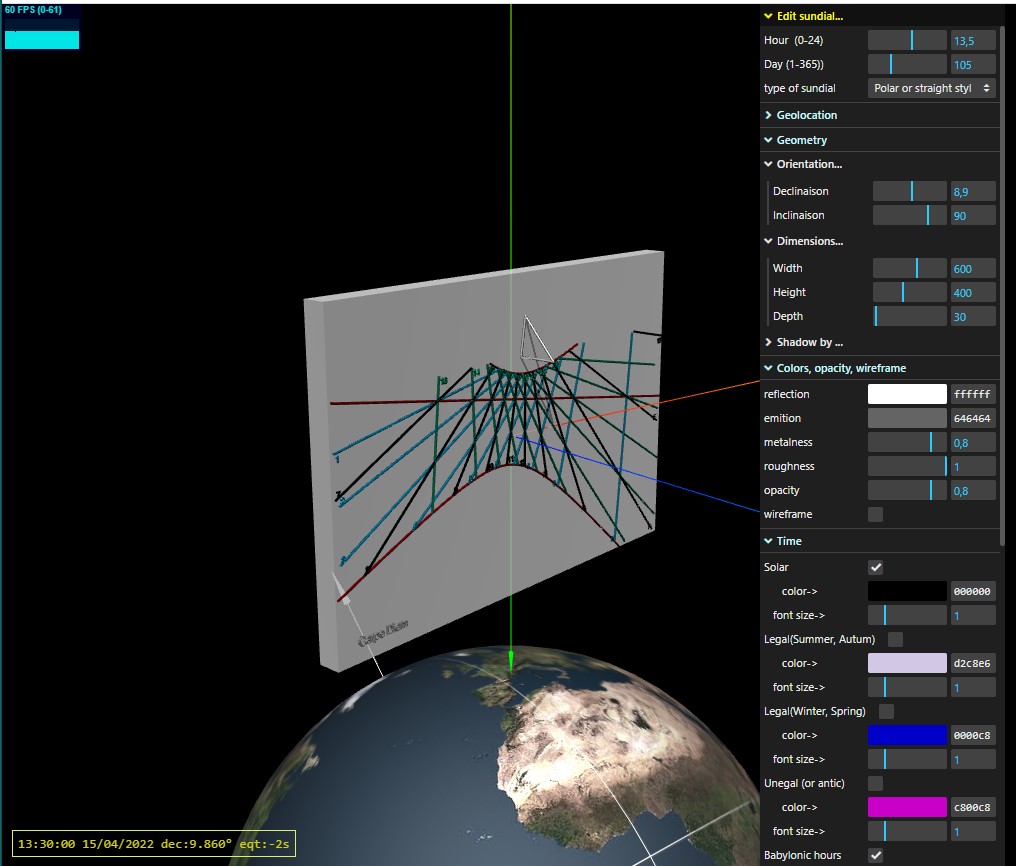 60 FPS (0-61)
Edit sundial...
Hour (0-24) 13,5
Day (1-365)) 105
type of sundial Polar or straight styl
Geolocation
Geometry
Orientation...
Declinaison 8,9
Inclinaison 90
Dimensions...
Width 600
Height 400
Depth 30
Shadow by ...
Colors, opacity, wireframe
reflection ffffff
emition 646464
metalness 0,8
roughness 1
opacity 0,8
wireframe
Time
Solar
color-> 000000
font size-> 1
Legal(Summer, Autum)
color-> d2c8e6
font size-> 1
Legal(Winter, Spring)
color-> 0000c8
font size-> 1
Unegal (or antic)
color-> c800c8
font size-> 1
Babylonic hours
Carpe Diem
13:30:00 15/04/2022 dec:9.860° eqt:-2s